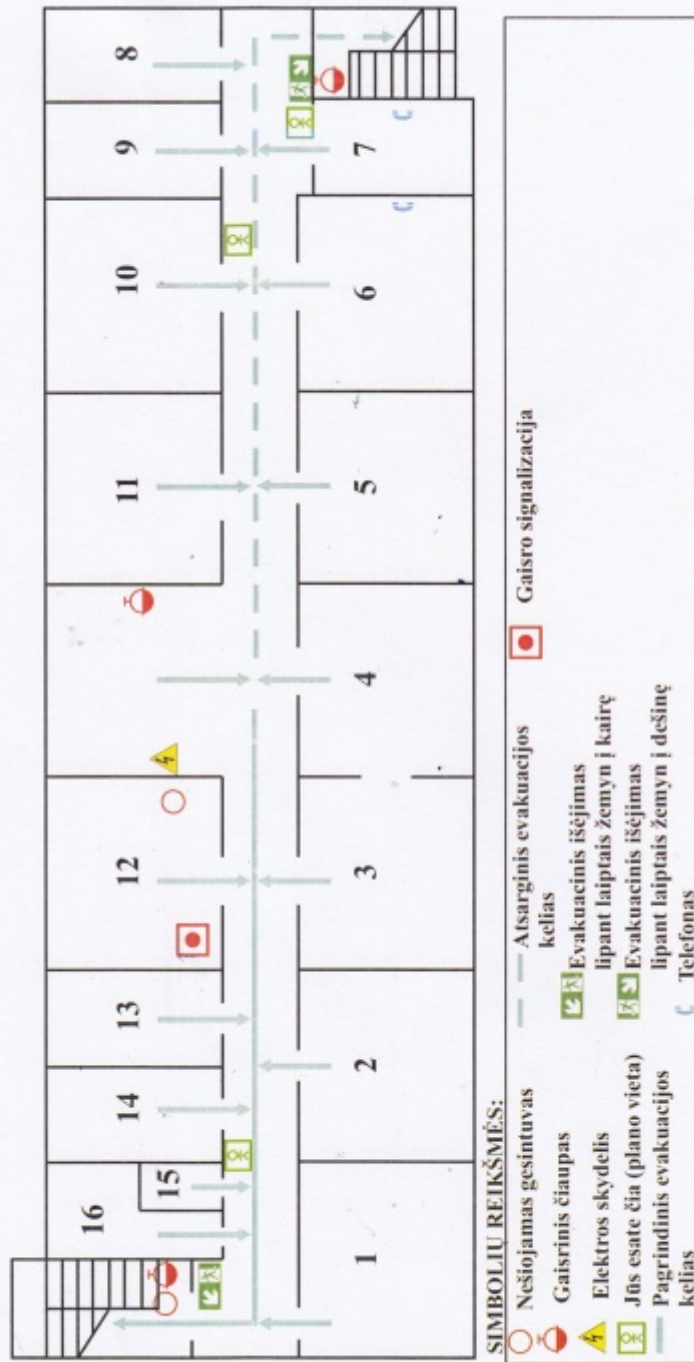 8
9
10
11
12
13
14
15
16
1
2
3
4
5
6
7
SIMBOLIŲ REIKŠMĖS:
Nešiojamas gesintuvas
Gaisrinis čiaupas
Elektros skydelis
Jūs esate čia (plano vieta)
Pagrindinis evakuacijos
kelias
Atsarginis evakuacijos
kelias
Evakuacinis išėjimas
lipant laiptais žemyn į kairę
Evakuacinis išėjimas
lipant laiptais žemyn į dešinę
Telefonas
Gaisro signalizacija